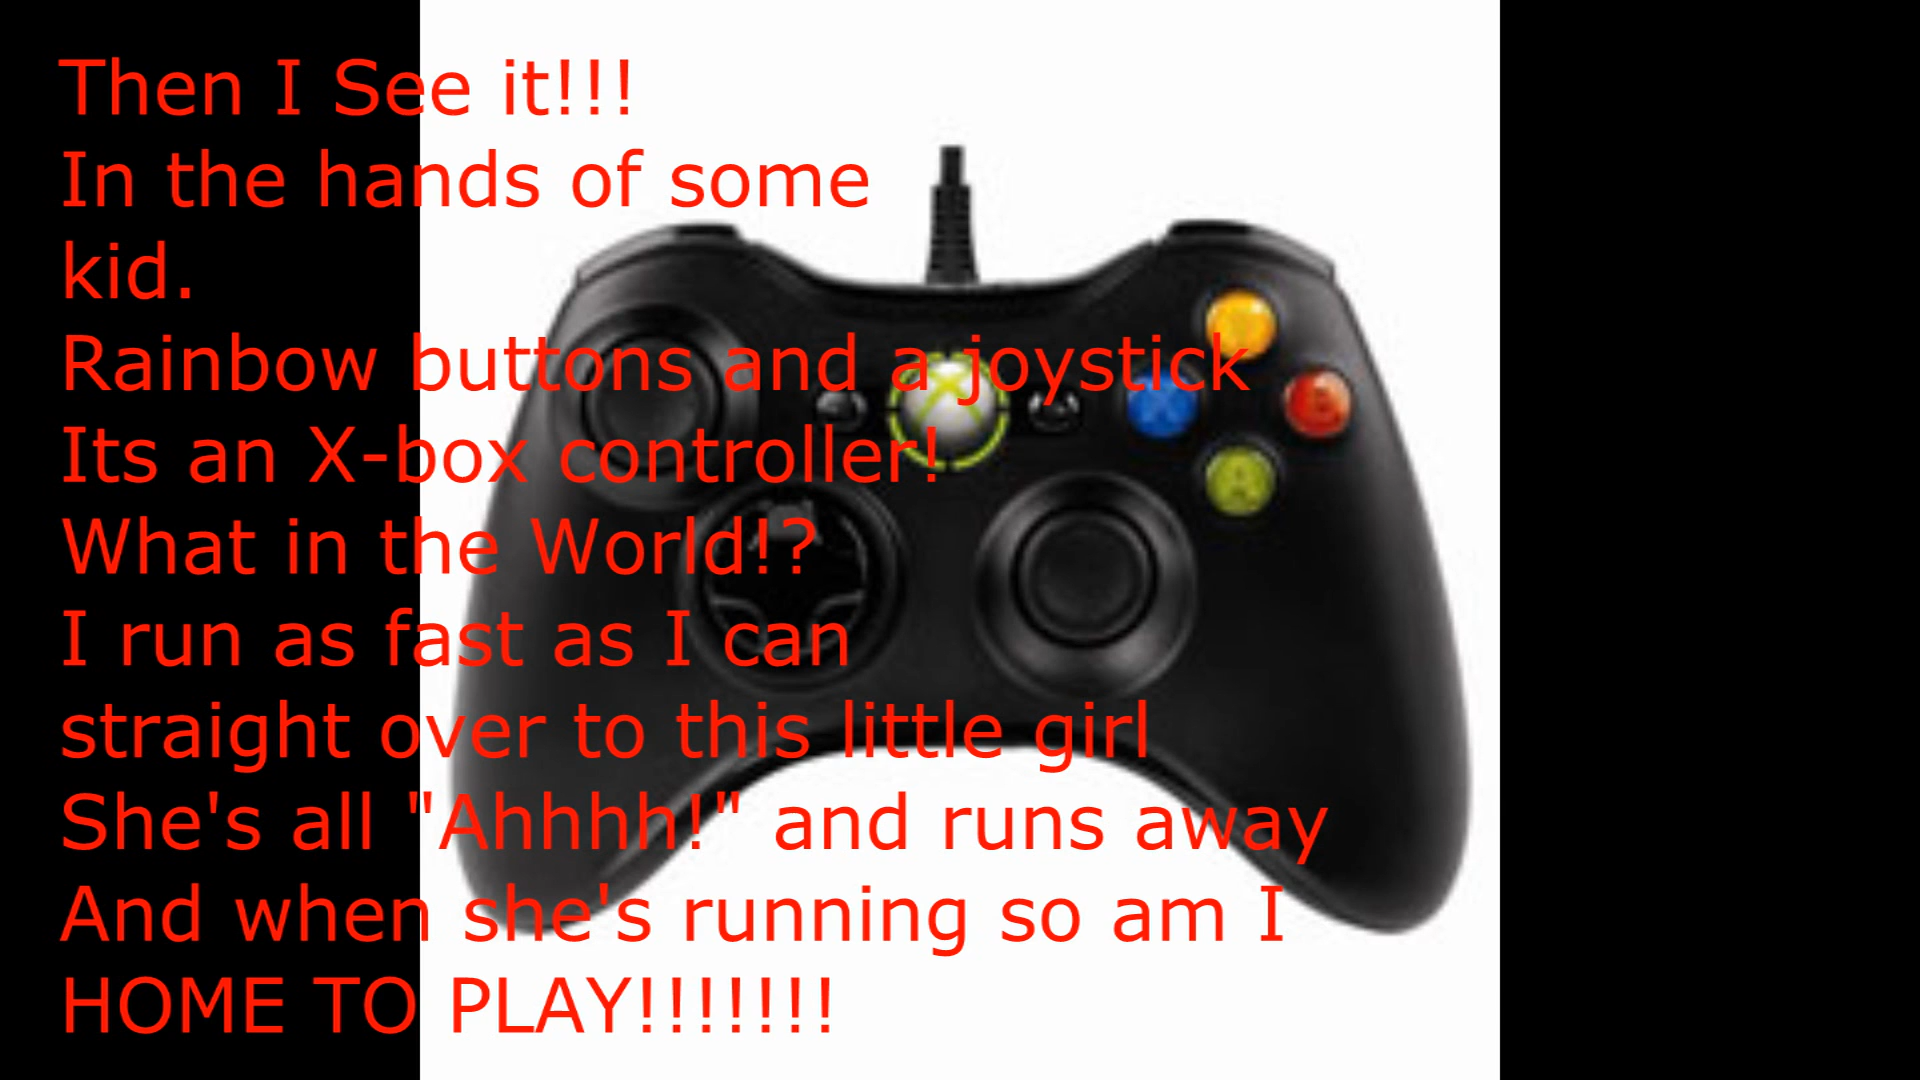 Then I See it!!!
In the hands of some
kid.
Rainbow buttons and a joystick
Its an X-box controller!
What in the World!?
I run as fast as I can
straight over to this little girl
She's all "Ahhhh!" and runs away
And when she's running so am I
HOME TO PLAY!!!!!!!
X
B
A